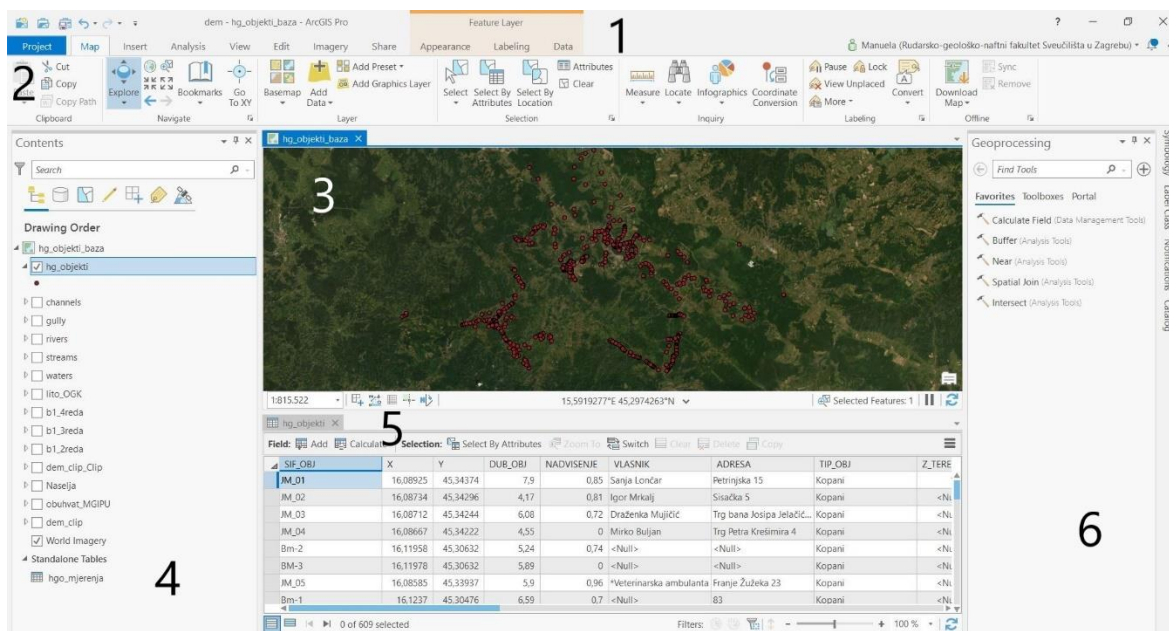 dem - hg_objekti_baza - ArcGIS Pro
Feature Layer
1
?
Project Map Insert Analysis View Edit Imagery Share Appearance Labeling Data
Manuela (Rudarsko-geološko-naftni fakultet Sveučilišta u Zagrebu)
2
Cut
Copy
Copy Path
Clipboard
Explore
Bookmarks
Go To XY
Navigate
Basemap
Add Data
Add Preset
Add Graphics Layer
Layer
Select
Select By Attributes
Select By Location
Attributes
Clear
Selection
Measure
Locate
Infographics
Coordinate Conversion
Inquiry
Pause
Lock
View Unplaced
More
Convert
Labeling
Download Map
Sync
Remove
Offline
Contents
Search
Drawing Order
hg_objekti_baza
hg_objekti
channels
gully
rivers
streams
waters
lito_OGK
b1_4reda
b1_3reda
b1_2reda
dem_clip_Clip
Naselja
obuhvat_MGIPU
dem_clip
World Imagery
Standalone Tables
hgo_mjerenja
4
hg_objekti_baza
3
1:815.522
15,5919277°E 45,2974263°N
Selected Features: 1
hg_objekti
5
Field: Add Calculate Selection: Select By Attributes Zoom To Switch Clear Delete Copy
SIF_OBJ X Y DUB_OBJ NADVISENJE VLASNIK ADRESA TIP_OBJ Z_TERE
JM_01 16,08925 45,34374 7,9 0,85 Sanja Lončar Petrinjska 15 Kopani
JM_02 16,08734 45,34296 4,17 0,81 Igor Mrkalj Sisačka 5 Kopani <Nu
JM_03 16,08712 45,34244 6,08 0,72 Draženka Mujičić Trg bana Josipa Jelačić... Kopani <Nu
JM_04 16,08667 45,34222 4,55 0 Mirko Buljan Trg Petra Krešimira 4 Kopani <Nu
Bm-2 16,11958 45,30632 5,24 0,74 <Null> <Null> Kopani <Nu
BM-3 16,11978 45,30632 5,89 0 <Null> <Null> Kopani <Nu
JM_05 16,08585 45,33937 5,9 0,96 *Veterinarska ambulanta Franje Žužeka 23 Kopani <Nu
Bm-1 16,1237 45,30476 6,59 0,7 <Null> 83 Kopani <Nu
0 of 609 selected
Filters:
100 %
Geoprocessing
Find Tools
Favorites Toolboxes Portal
Calculate Field (Data Management Tools)
Buffer (Analysis Tools)
Near (Analysis Tools)
Spatial Join (Analysis Tools)
Intersect (Analysis Tools)
6
Symbology
Label Class
Notifications
Catalog